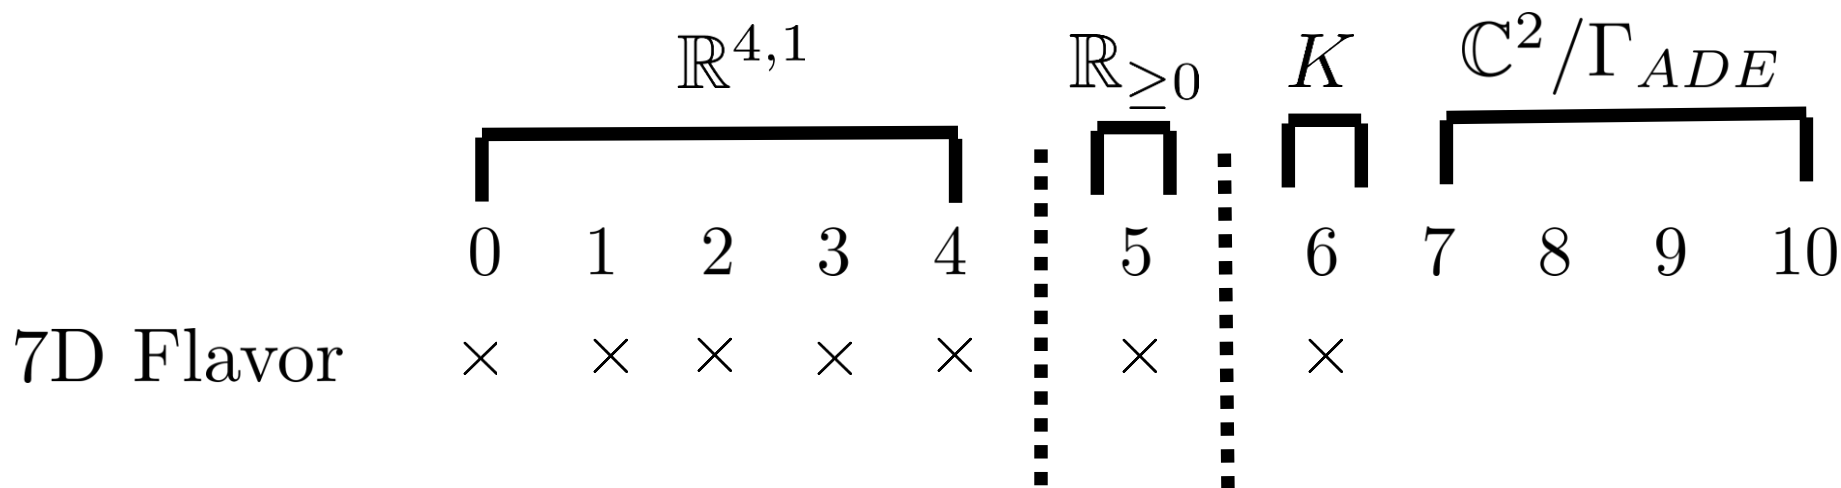 ℝ^{4,1} ℝ_{≥0} K ℂ²/Γ_{ADE}
0 1 2 3 4 5 6 7 8 9 10
7D Flavor × × × × × × ×